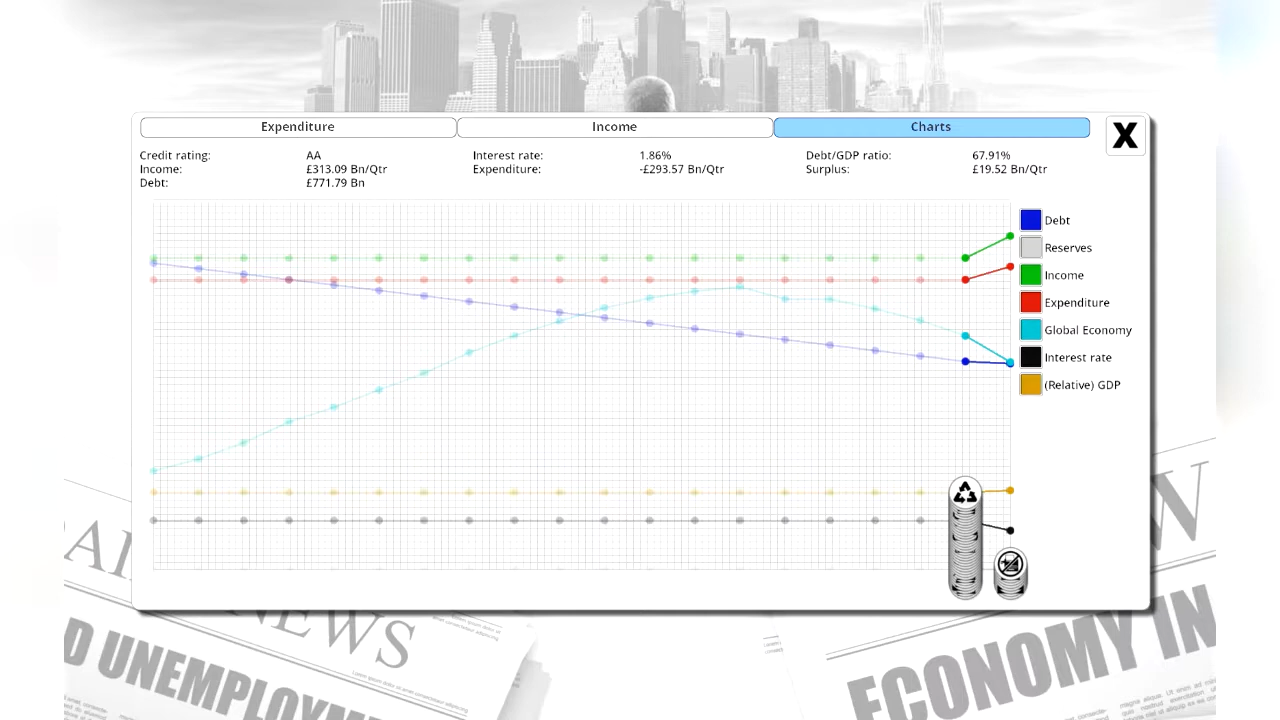 Expenditure Income Charts X
Credit rating: AA Interest rate: 1.86% Debt/GDP ratio: 67.91%
Income: £313.09 Bn/Qtr Expenditure: -£293.57 Bn/Qtr Surplus: £19.52 Bn/Qtr
Debt: £771.79 Bn
Debt
Reserves
Income
Expenditure
Global Economy
Interest rate
(Relative) GDP
NEWS
W
D UNEMPLOYM
ECONOMY IN